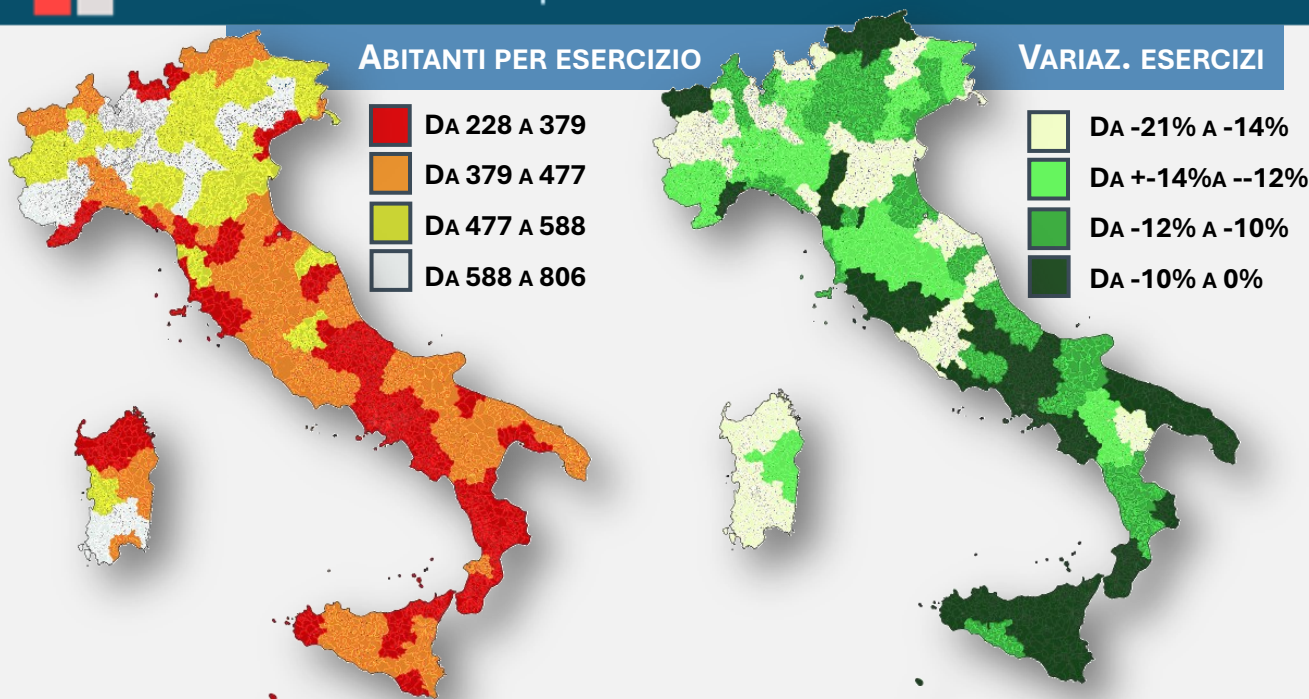 ABITANTI PER ESERCIZIO
DA 228 A 379
DA 379 A 477
DA 477 A 588
DA 588 A 806
VARIAZ. ESERCIZI
DA -21% A -14%
DA +-14%A --12%
DA -12% A -10%
DA -10% A 0%